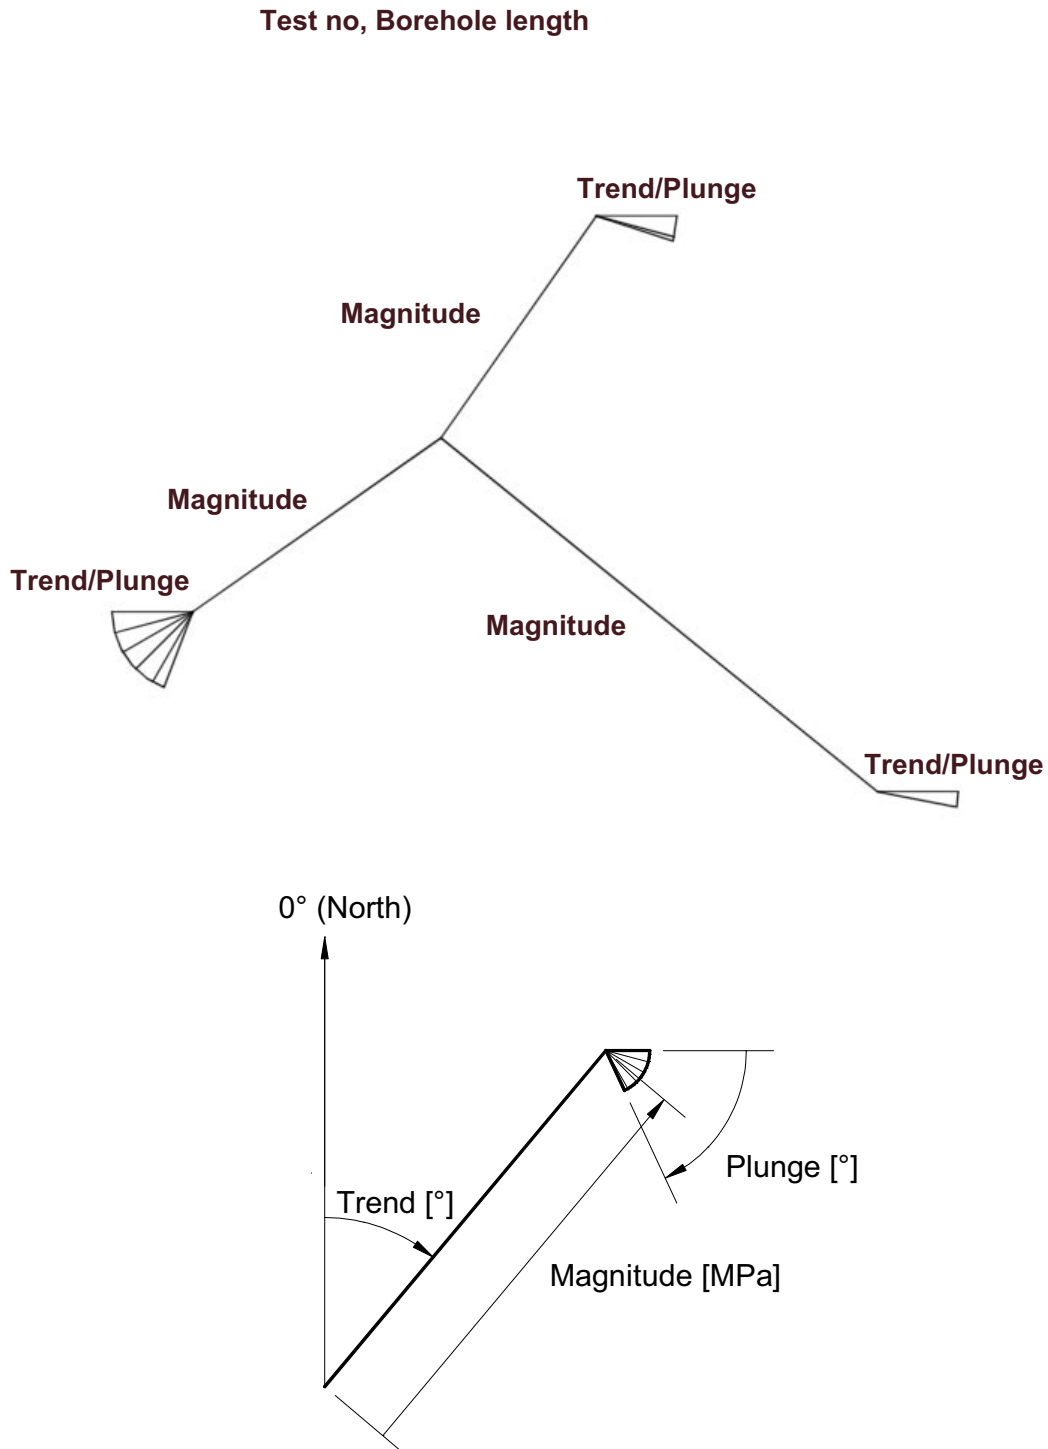 Test no, Borehole length
Trend/Plunge
Magnitude
Magnitude
Trend/Plunge
Magnitude
Trend/Plunge
0° (North)
Plunge [°]
Trend [°]
Magnitude [MPa]